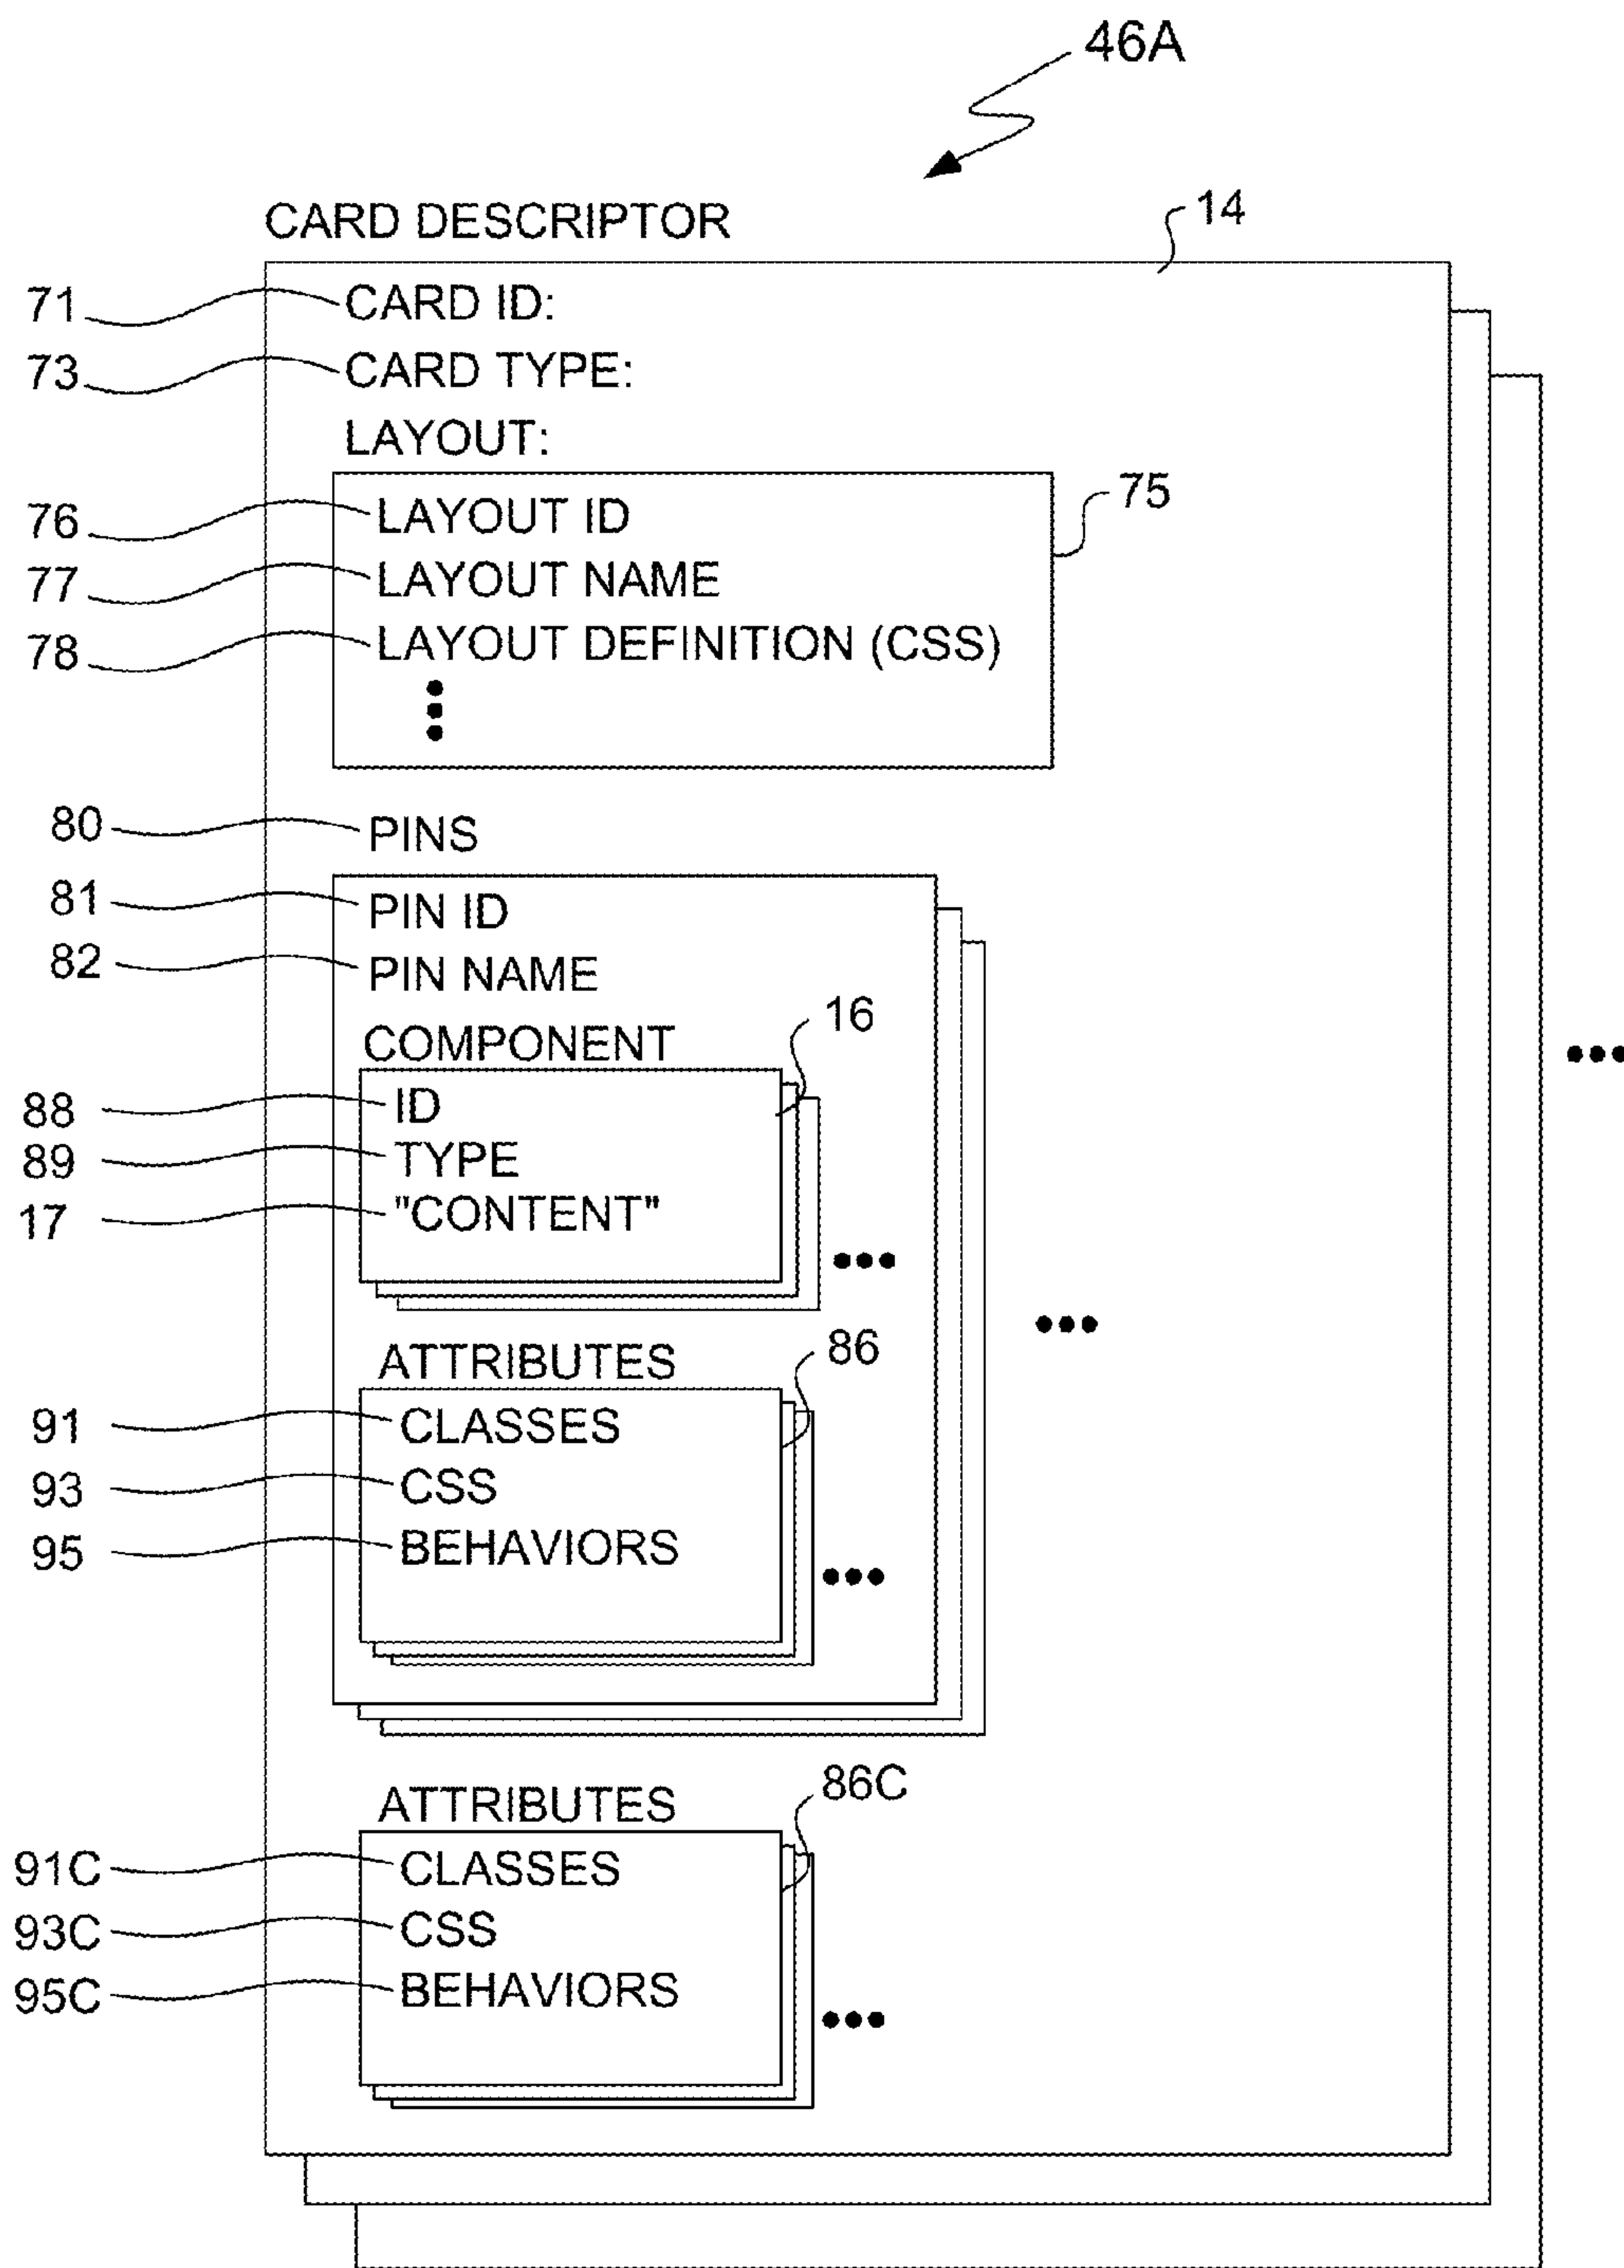 46A
CARD DESCRIPTOR
14
71 CARD ID:
73 CARD TYPE:
LAYOUT:
75
76 LAYOUT ID
77 LAYOUT NAME
78 LAYOUT DEFINITION (CSS)
80 PINS
81 PIN ID
82 PIN NAME
16
COMPONENT
88 ID
89 TYPE
17 "CONTENT"
86
ATTRIBUTES
91 CLASSES
93 CSS
95 BEHAVIORS
86C
ATTRIBUTES
91C CLASSES
93C CSS
95C BEHAVIORS